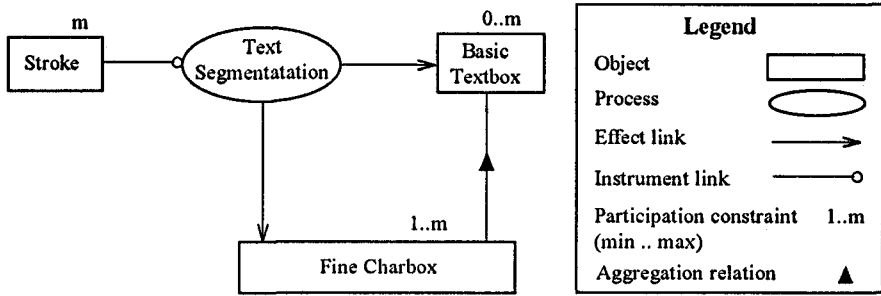 m
Stroke
Text
Segmentatation
0..m
Basic
Textbox
1..m
Fine Charbox
Legend
Object
Process
Effect link
Instrument link
Participation constraint 1..m
(min .. max)
Aggregation relation